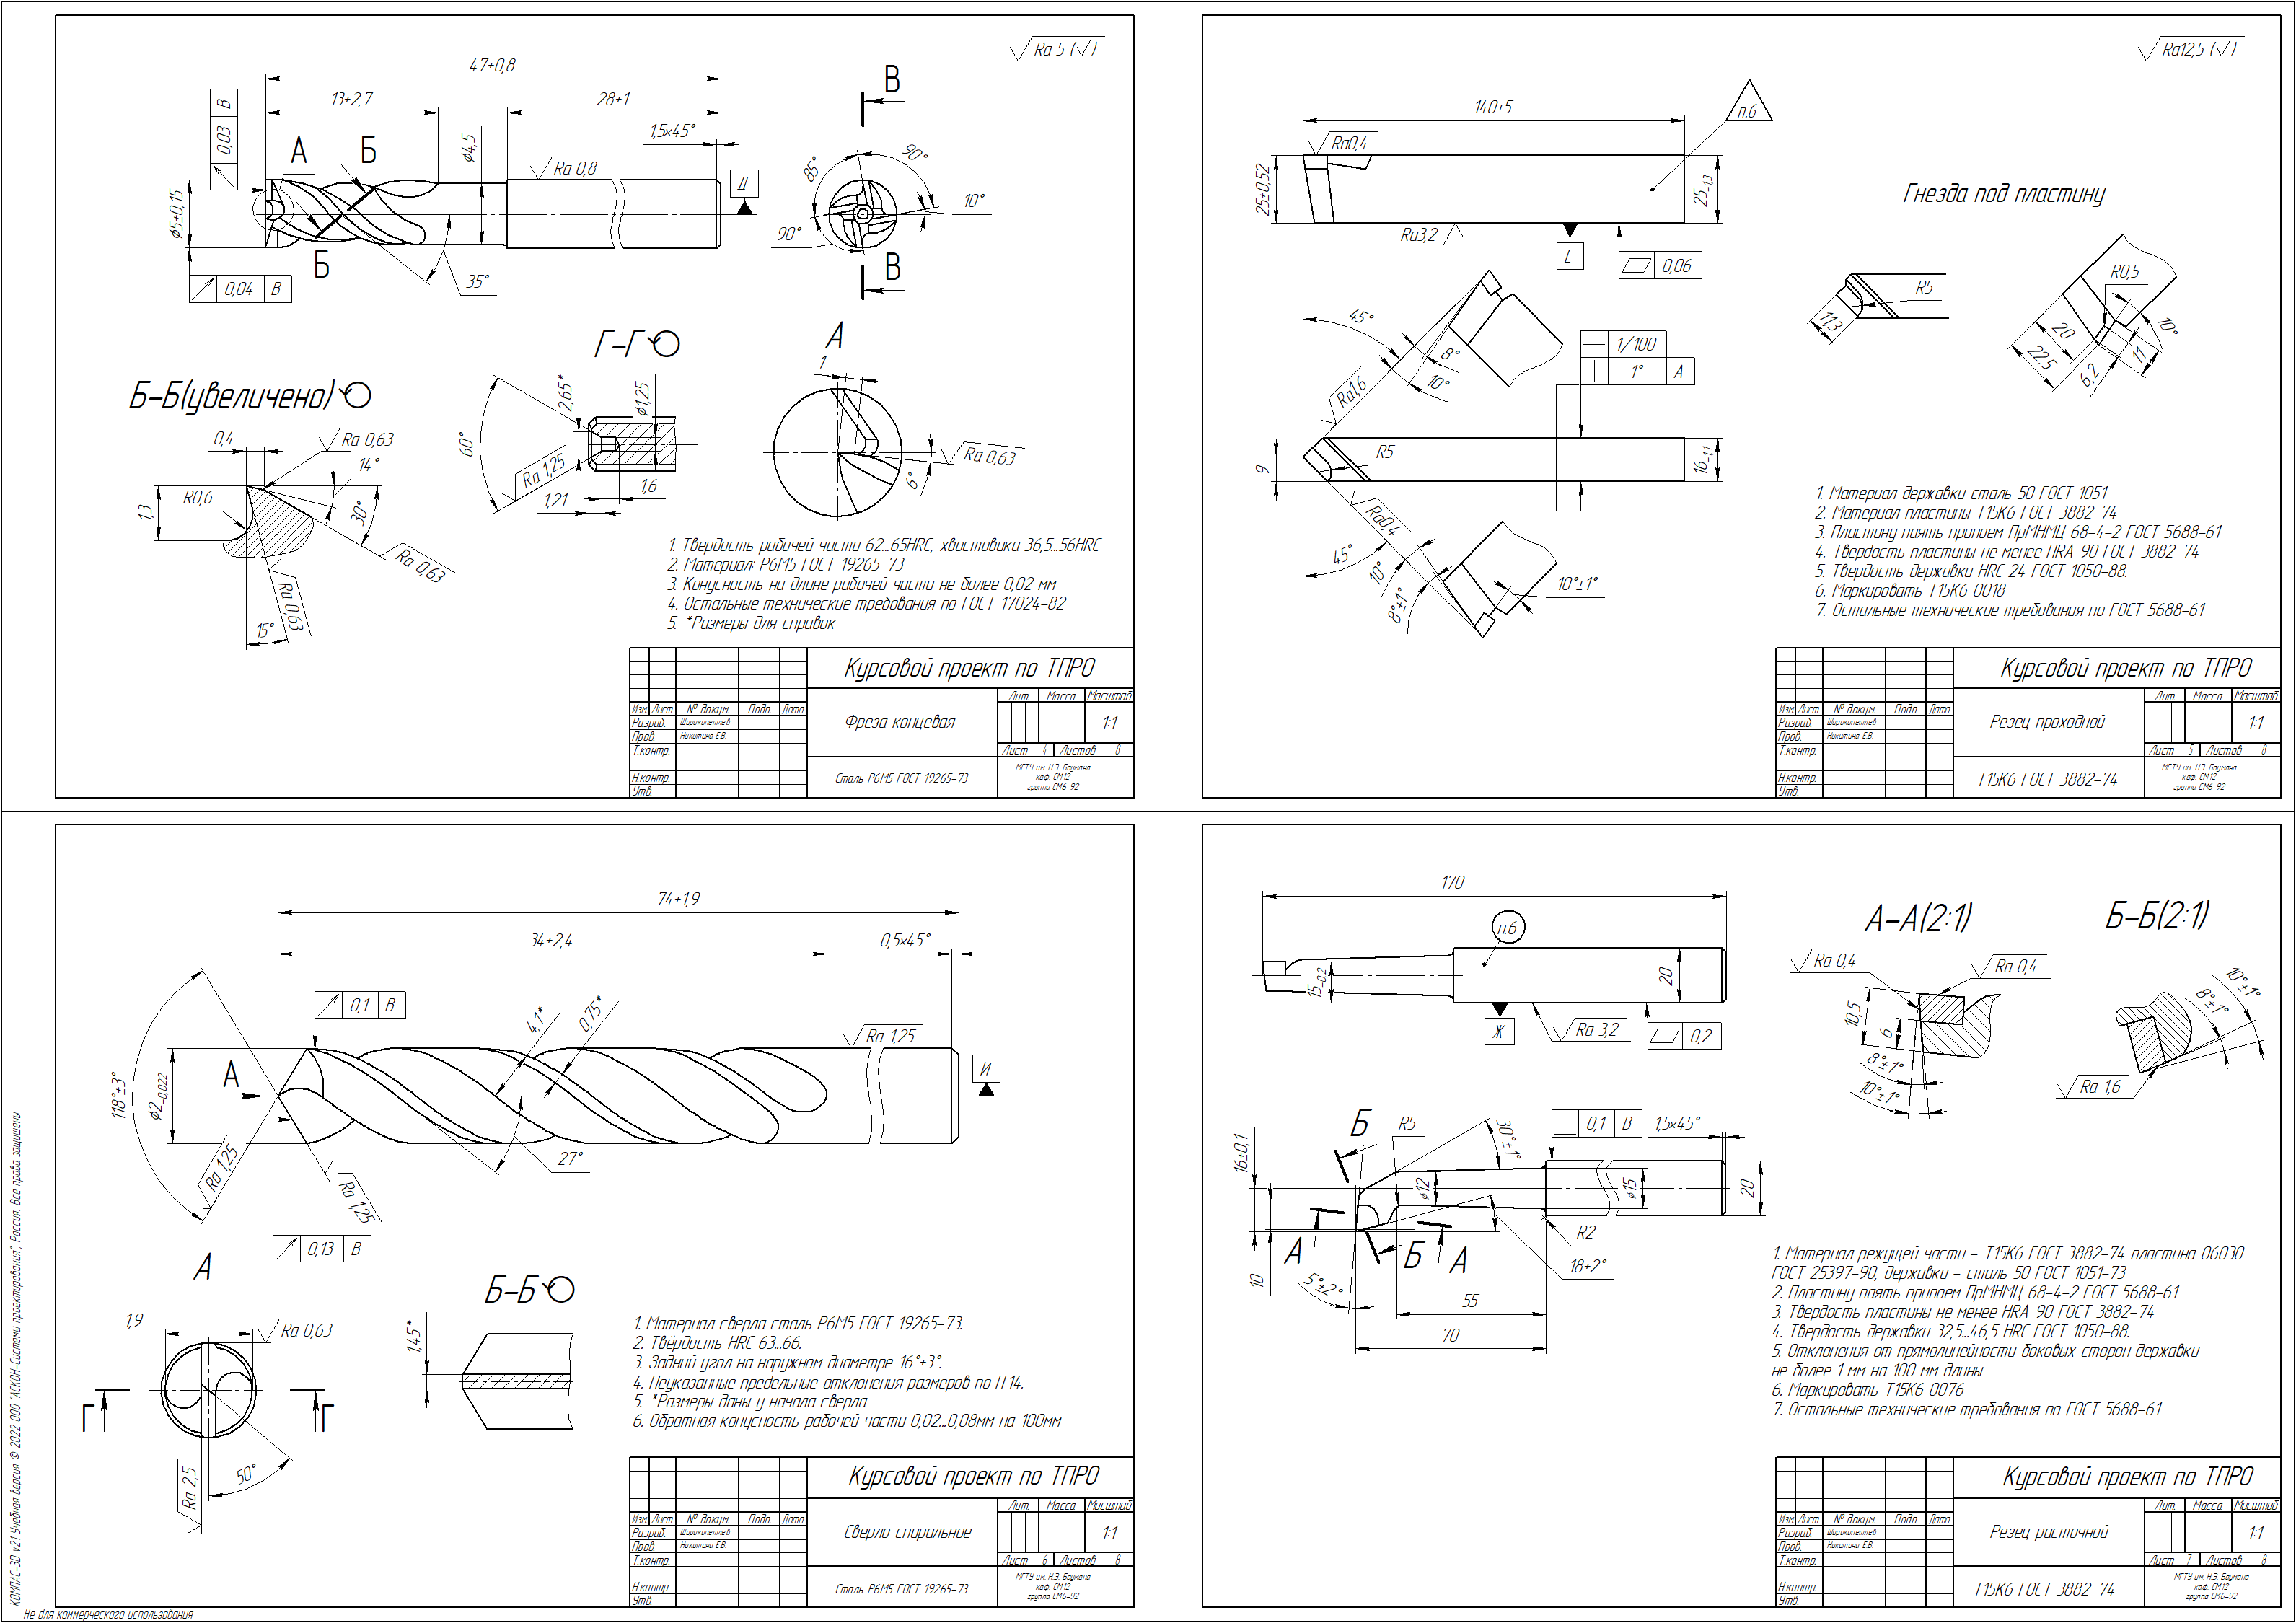 Ra 5 (√)
47±0,8
13±2,7
28±1
1,5×45°
0,03 В
А
Б
⌀4,5
Ra 0,8
Д
⌀5±0,15
Б
35°
0,04 В
В
85°
90°
10°
90°
В
Г-Г
А
1
Б-Б(увеличено)
0,4
Ra 0,63
14°
R0,6
1,3
30°
Ra 0,63
Ra 0,63
15°
2,65*
⌀1,25
60°
Ra 1,25
1,21
1,6
Ra 0,63
6°
1. Твердость рабочей части 62...65HRC, хвостовика 36,5...56HRC
2. Материал: Р6М5 ГОСТ 19265-73
3. Конусность на длине рабочей части не более 0,02 мм
4. Остальные технические требования по ГОСТ 17024-82
5. *Размеры для справок
Курсовой проект по ТПРО
Лит. Масса Масштаб
Изм. Лист № докум. Подп. Дата
Разраб. Широкопетлев
Фреза концевая
1:1
Пров. Никитина Е.В.
Т.контр.
Лист 4 Листов 8
Н.контр.
Утв.
Сталь Р6М5 ГОСТ 19265-73
МГТУ им. Н.Э. Баумана
каф. СМ12
группа СМ6-92
Ra12,5 (√)
140±5
п.6
Ra0,4
25±0,52
25-1,3
Ra3,2
Е
0,06
Гнезда под пластину
R5
11,3
R0,5
10°
20
22,5
6,2
11
45°
8°
10°
1/100
1° А
Ra1,6
R5
9
16-1,1
Ra0,4
45°
10°
8°±1°
10°±1°
1. Материал державки сталь 50 ГОСТ 1051
2. Материал пластины Т15К6 ГОСТ 3882-74
3. Пластину паять припоем ПрМНМЦ 68-4-2 ГОСТ 5688-61
4. Твердость пластины не менее HRA 90 ГОСТ 3882-74
5. Твердость державки HRC 24 ГОСТ 1050-88.
6. Маркировать Т15К6 0018
7. Остальные технические требования по ГОСТ 5688-61
Курсовой проект по ТПРО
Лит. Масса Масштаб
Изм. Лист № докум. Подп. Дата
Разраб. Широкопетлев
Резец проходной
1:1
Пров. Никитина Е.В.
Т.контр.
Лист 5 Листов 8
Н.контр.
Утв.
Т15К6 ГОСТ 3882-74
МГТУ им. Н.Э. Баумана
каф. СМ12
группа СМ6-92
74±1,9
34±2,4
0,5×45°
0,1 В
4,1*
0,75*
Ra 1,25
118°±3°
⌀2-0,022
А
И
27°
Ra 1,25
Ra 1,25
0,13 В
А
1,9
Ra 0,63
Г
Г
Ra 2,5
50°
Б-Б
1,45*
1. Материал сверла сталь Р6М5 ГОСТ 19265-73.
2. Твёрдость HRC 63...66.
3. Задний угол на наружном диаметре 16°±3°.
4. Неуказанные предельные отклонения размеров по IT14.
5. *Размеры даны у начала сверла
6. Обратная конусность рабочей части 0,02...0,08мм на 100мм
Курсовой проект по ТПРО
Лит. Масса Масштаб
Изм. Лист № докум. Подп. Дата
Разраб. Широкопетлев
Сверло спиральное
1:1
Пров. Никитина Е.В.
Т.контр.
Лист 6 Листов 8
Н.контр.
Утв.
Сталь Р6М5 ГОСТ 19265-73
МГТУ им. Н.Э. Баумана
каф. СМ12
группа СМ6-92
КОМПАС-3D v21 Учебная версия © 2022 ООО "АСКОН-Системы проектирования", Россия. Все права защищены.
Не для коммерческого использования
170
п.6
15-0,2
20
Ж
Ra 3,2
0,2
А-А(2:1)
Ra 0,4
Ra 0,4
10,5
6
8°±1°
10°±1°
Б-Б(2:1)
10°±1°
8°±1°
Ra 1,6
Б
R5
30°±1°
0,1 В
1,5×45°
16±0,1
⌀12
⌀15
20
А
Б
А
R2
18±2°
10
5°±2°
55
70
1. Материал режущей части - Т15К6 ГОСТ 3882-74 пластина 06030
ГОСТ 25397-90, державки - сталь 50 ГОСТ 1051-73
2. Пластину паять припоем ПрМНМЦ 68-4-2 ГОСТ 5688-61
3. Твердость пластины не менее HRA 90 ГОСТ 3882-74
4. Твердость державки 32,5...46,5 HRC ГОСТ 1050-88.
5. Отклонения от прямолинейности боковых сторон державки
не более 1 мм на 100 мм длины
6. Маркировать Т15К6 0076
7. Остальные технические требования по ГОСТ 5688-61
Курсовой проект по ТПРО
Лит. Масса Масштаб
Изм. Лист № докум. Подп. Дата
Разраб. Широкопетлев
Резец расточной
1:1
Пров. Никитина Е.В.
Т.контр.
Лист 7 Листов 8
Н.контр.
Утв.
Т15К6 ГОСТ 3882-74
МГТУ им. Н.Э. Баумана
каф. СМ12
группа СМ6-92